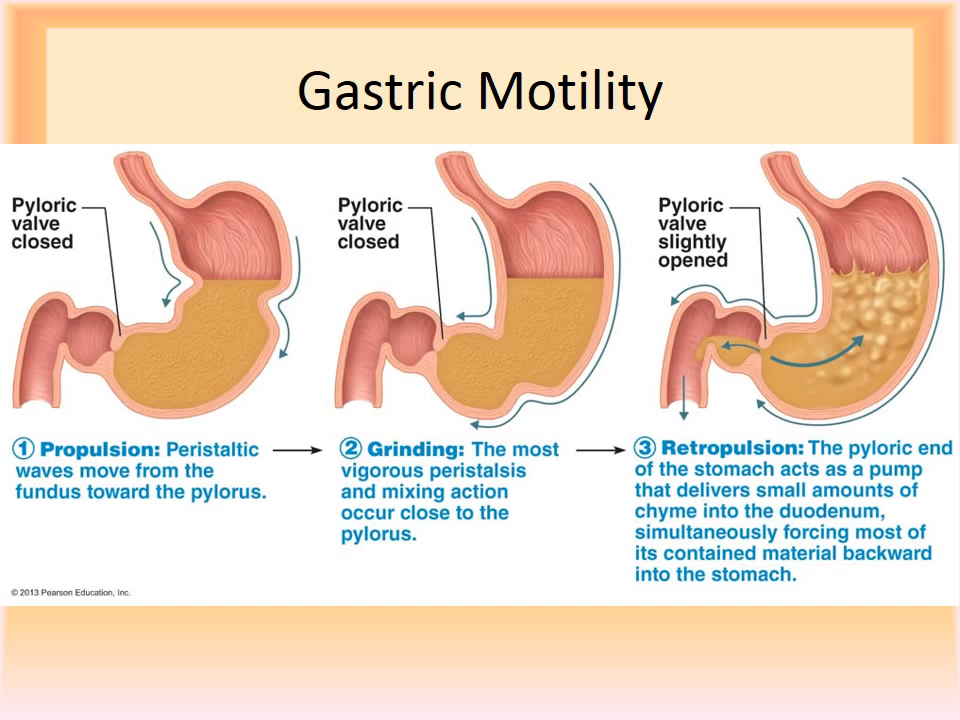 Gastric Motility
Pyloric
valve
closed
Pyloric
valve
closed
Pyloric
valve
slightly
opened
① Propulsion: Peristaltic
waves move from the
fundus toward the pylorus.
② Grinding: The most
vigorous peristalsis
and mixing action
occur close to the
pylorus.
③ Retropulsion: The pyloric end
of the stomach acts as a pump
that delivers small amounts of
chyme into the duodenum,
simultaneously forcing most of
its contained material backward
into the stomach.
© 2013 Pearson Education, Inc.